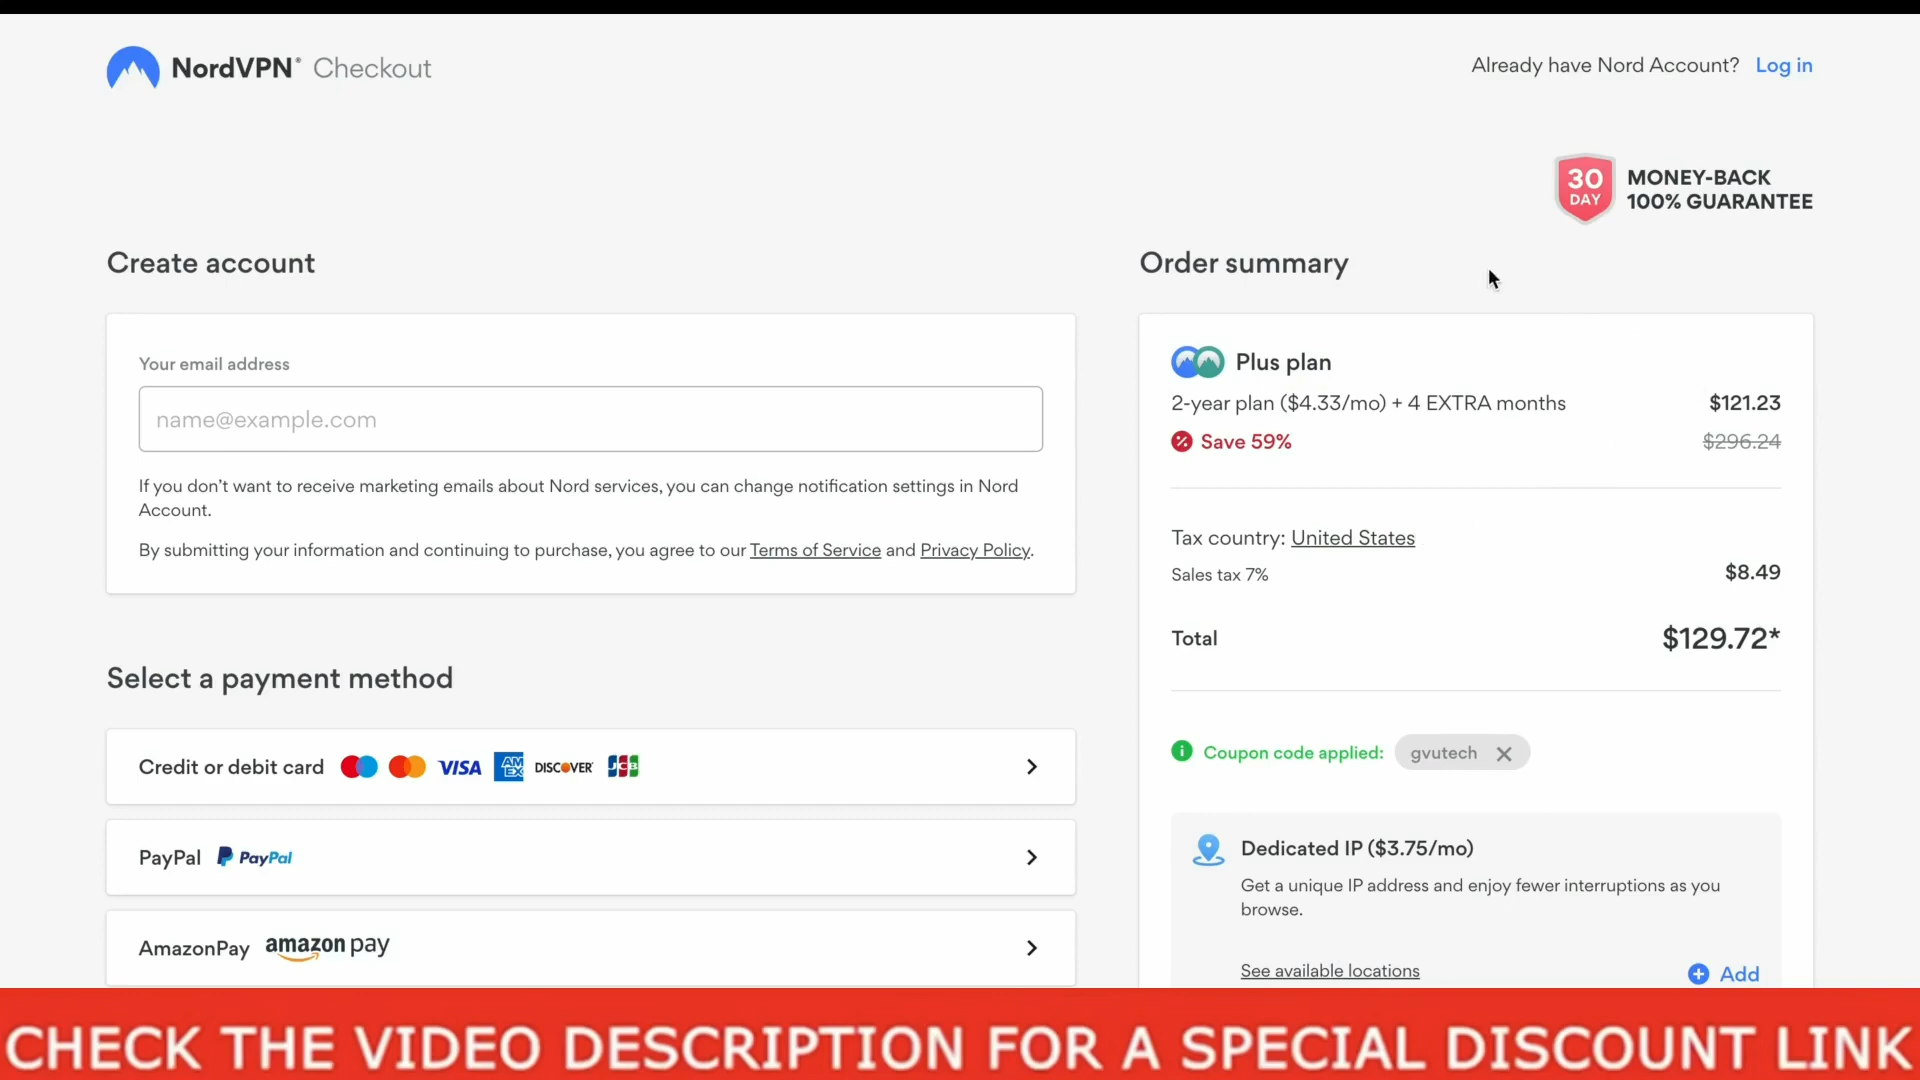 NordVPN® Checkout
Already have Nord Account? Log in
30 DAY
MONEY-BACK
100% GUARANTEE
Create account
Your email address
name@example.com
If you don't want to receive marketing emails about Nord services, you can change notification settings in Nord
Account.
By submitting your information and continuing to purchase, you agree to our Terms of Service and Privacy Policy.
Select a payment method
Credit or debit card VISA AM EX DISCOVER JCB
PayPal PayPal
AmazonPay amazon pay
Order summary
Plus plan
2-year plan ($4.33/mo) + 4 EXTRA months $121.23
Save 59% $296.24
Tax country: United States
Sales tax 7% $8.49
Total $129.72*
Coupon code applied: gvutech
Dedicated IP ($3.75/mo)
Get a unique IP address and enjoy fewer interruptions as you
browse.
See available locations Add
CHECK THE VIDEO DESCRIPTION FOR A SPECIAL DISCOUNT LINK